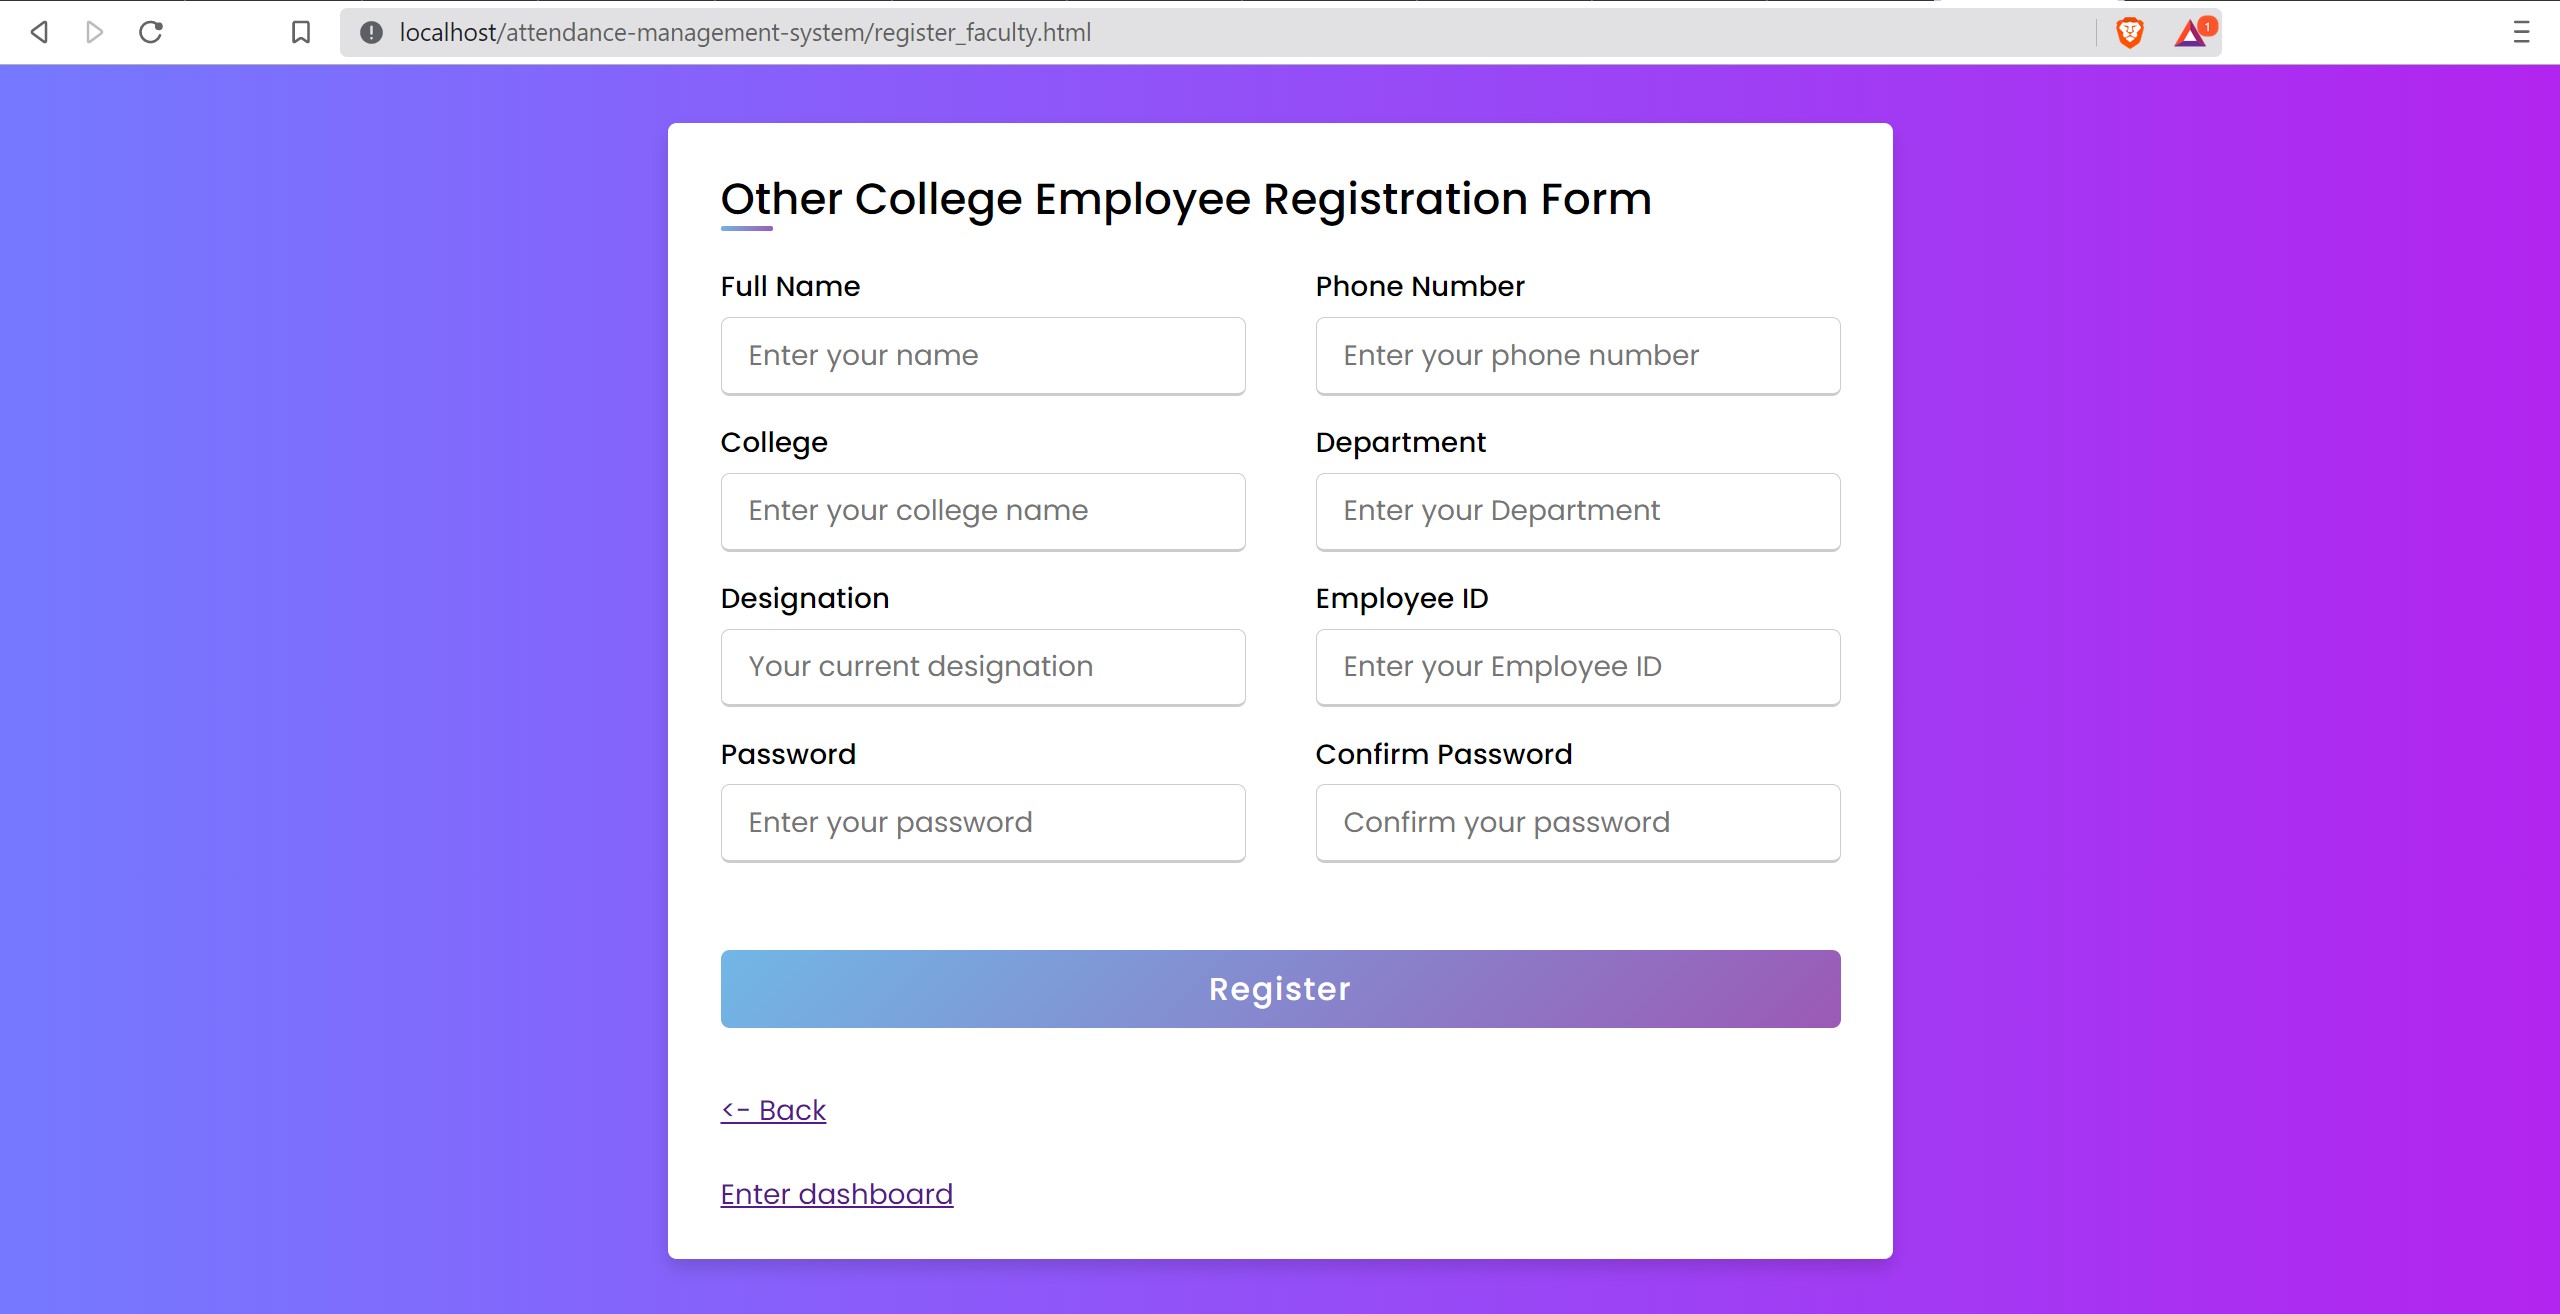 localhost/attendance-management-system/register_faculty.html
1
Other College Employee Registration Form
Full Name
Phone Number
Enter your name
Enter your phone number
College
Department
Enter your college name
Enter your Department
Designation
Employee ID
Your current designation
Enter your Employee ID
Password
Confirm Password
Enter your password
Confirm your password
Register
<- Back
Enter dashboard